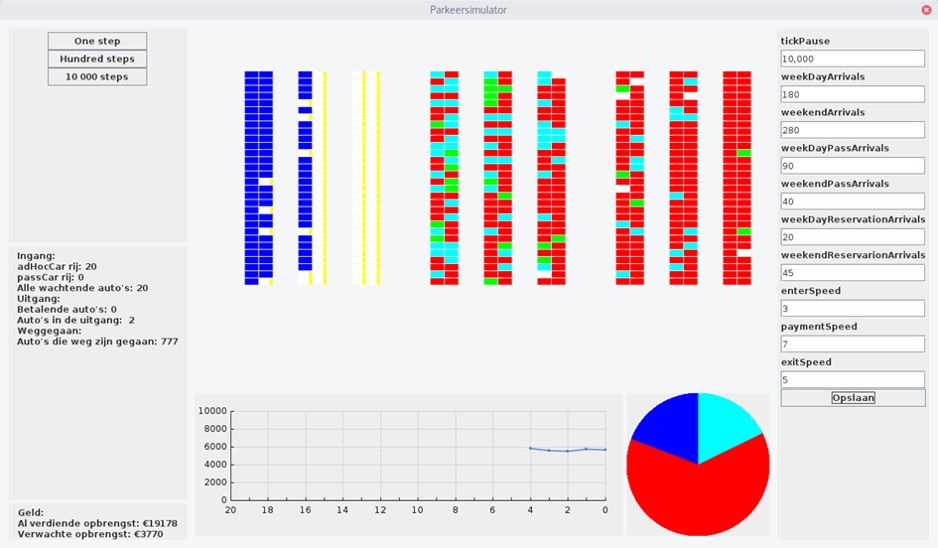 Parkeersimulator
One step
Hundred steps
10 000 steps
Ingang:
adHocCar rij: 20
passCar rij: 0
Alle wachtende auto's: 20
Uitgang:
Betalende auto's: 0
Auto's in de uitgang: 2
Weggegaan:
Auto's die weg zijn gegaan: 777
Geld:
Al verdiende opbrengst: €19178
Verwachte opbrengst: €3770
10000
8000
6000
4000
2000
0
20 18 16 14 12 10 8 6 4 2 0
tickPause
10,000
weekDayArrivals
180
weekendArrivals
280
weekDayPassArrivals
90
weekendPassArrivals
40
weekDayReservationArrivals
20
weekendReservarionArrivals
45
enterSpeed
3
paymentSpeed
7
exitSpeed
5
Opslaan